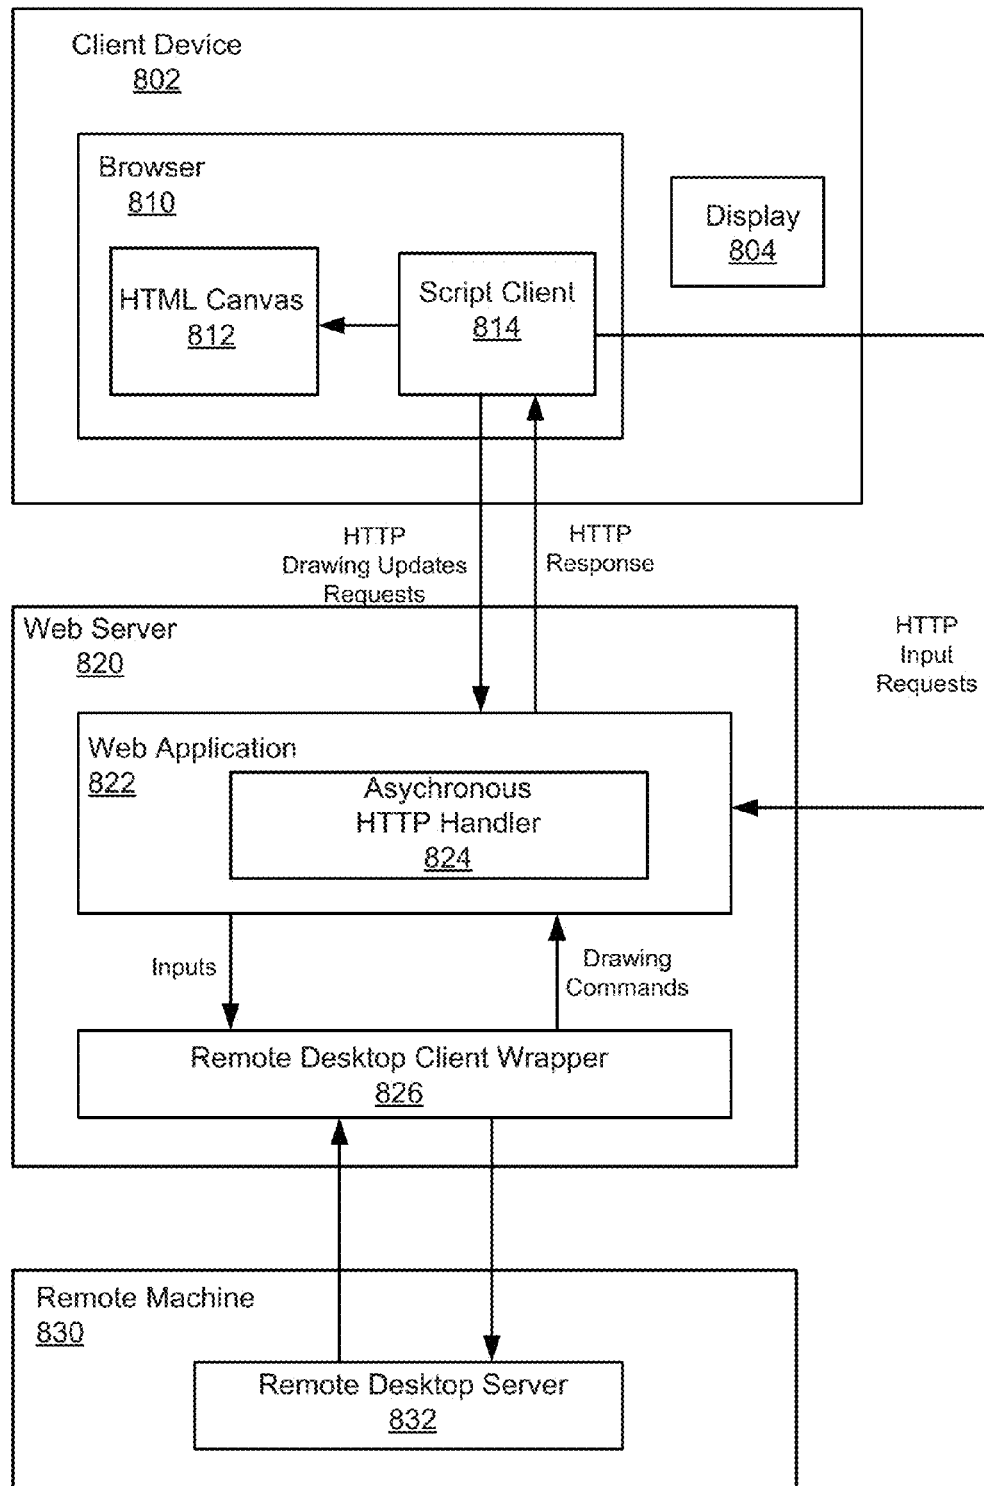 Client Device
802
Browser
810
Display
804
HTML Canvas
812
Script Client
814
HTTP
Drawing Updates
Requests
HTTP
Response
Web Server
820
HTTP
Input
Requests
Web Application
822
Asychronous
HTTP Handler
824
Inputs
Drawing
Commands
Remote Desktop Client Wrapper
826
Remote Machine
830
Remote Desktop Server
832